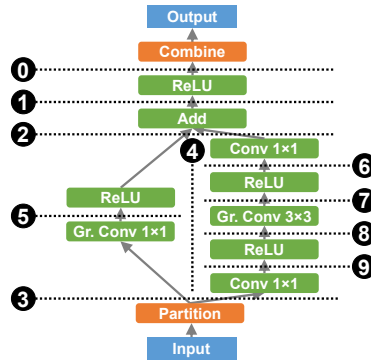 Output
Combine
0
ReLU
1
Add
2
4
Conv 1×1
6
ReLU
ReLU
7
5
Gr. Conv 3×3
Gr. Conv 1×1
8
ReLU
9
Conv 1×1
3
Partition
Input